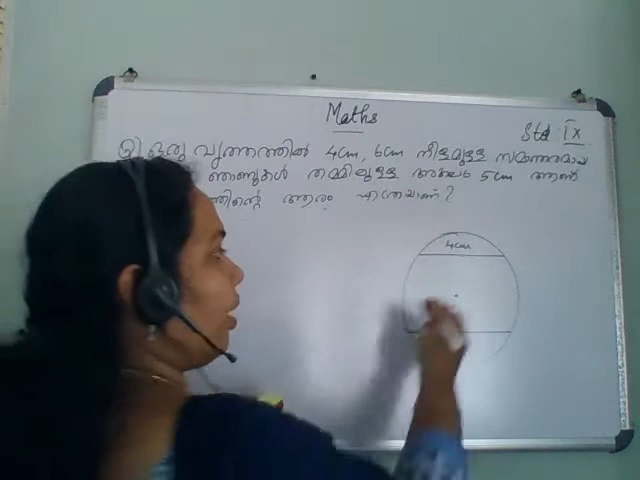 Maths
Std IX
ഒരു വൃത്തത്തിൽ 4cm, 6cm നീളമുള്ള സമാന്തരമായ
ഞാണുകൾ തമ്മിലുള്ള അകലം 5cm ആണ്
ആരം എത്രയാണ്?
4cm